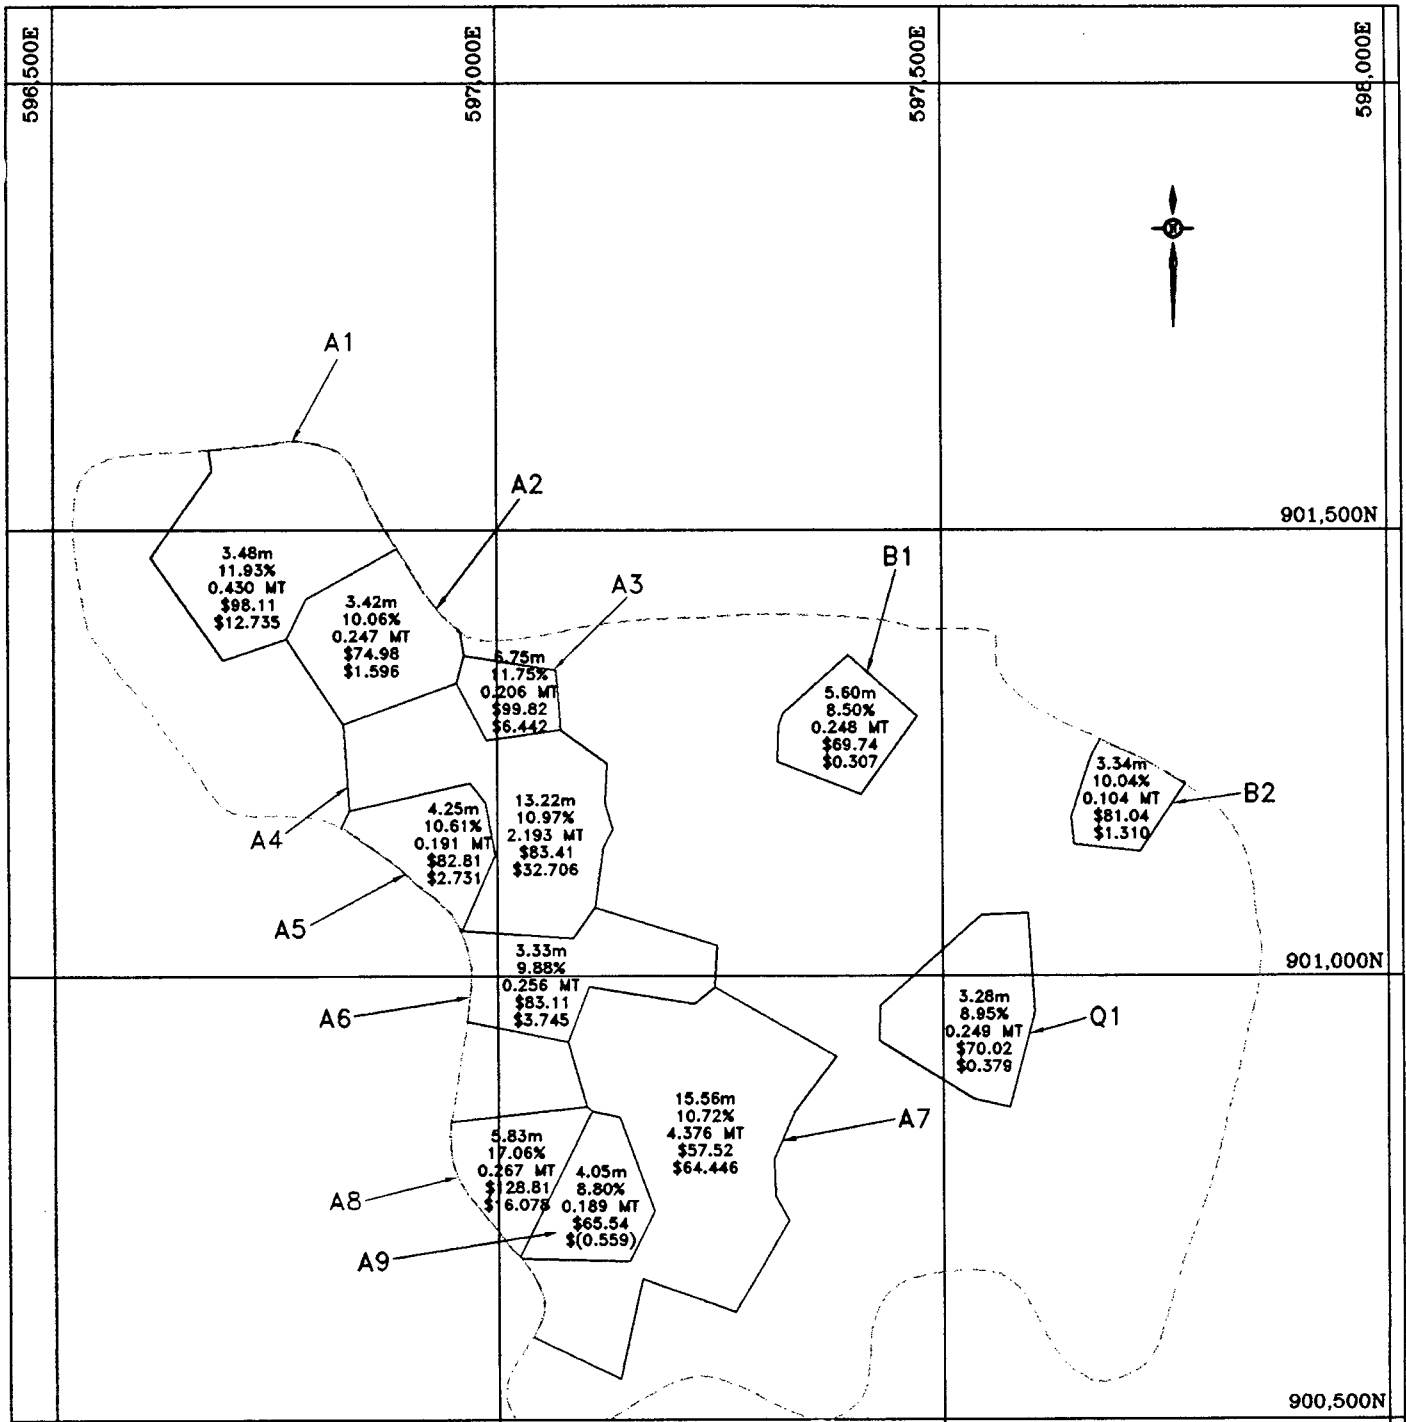 596,500E
597,000E
597,500E
598,000E
N
A1
A2
901,500N
3.48m
11.93%
0.430 MT
$98.11
$12.735
3.42m
10.06%
0.247 MT
$74.98
$1.596
A3
6.75m
11.75%
0.206 MT
$99.82
$6.442
B1
5.60m
8.50%
0.248 MT
$69.74
$0.307
3.34m
10.04%
0.104 MT
$81.04
$1.310
B2
A4
4.25m
10.61%
0.191 MT
$82.81
$2.731
13.22m
10.97%
2.193 MT
$83.41
$32.706
A5
3.33m
9.88%
0.256 MT
$83.11
$3.745
901,000N
A6
3.28m
8.95%
0.249 MT
$70.02
$0.379
Q1
15.56m
10.72%
4.376 MT
$57.52
$64.446
A7
5.83m
17.06%
0.267 MT
$128.81
$16.078
A8
4.05m
8.80%
0.189 MT
$65.54
$(0.559)
A9
900,500N